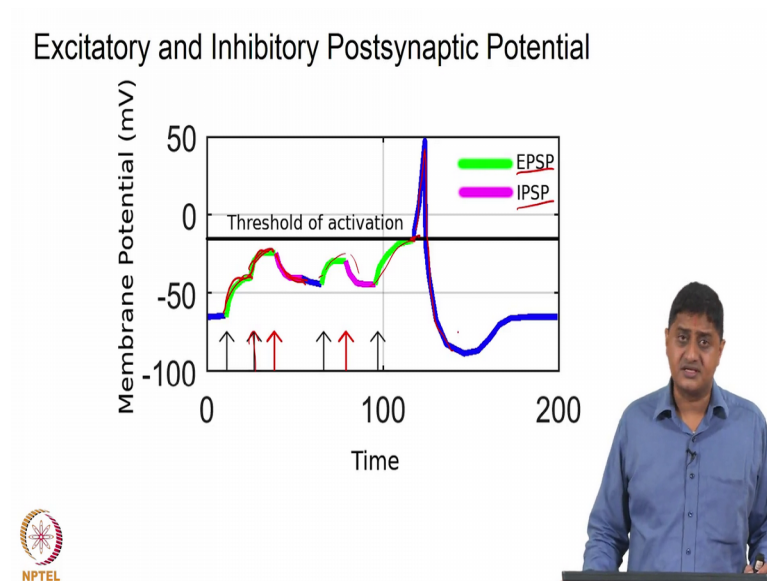 Excitatory and Inhibitory Postsynaptic Potential
Membrane Potential (mV)
50
0
-50
-100
Threshold of activation
EPSP
IPSP
0
100
200
Time
NPTEL